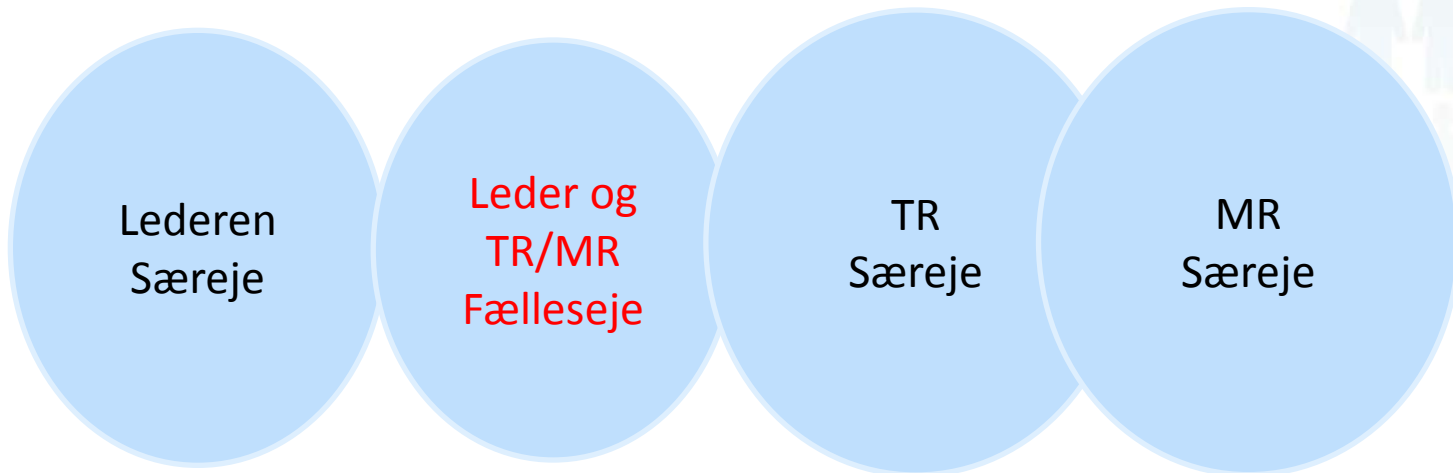 Lederen
Særeje
Leder og
TR/MR
Fælleseje
TR
Særeje
MR
Særeje